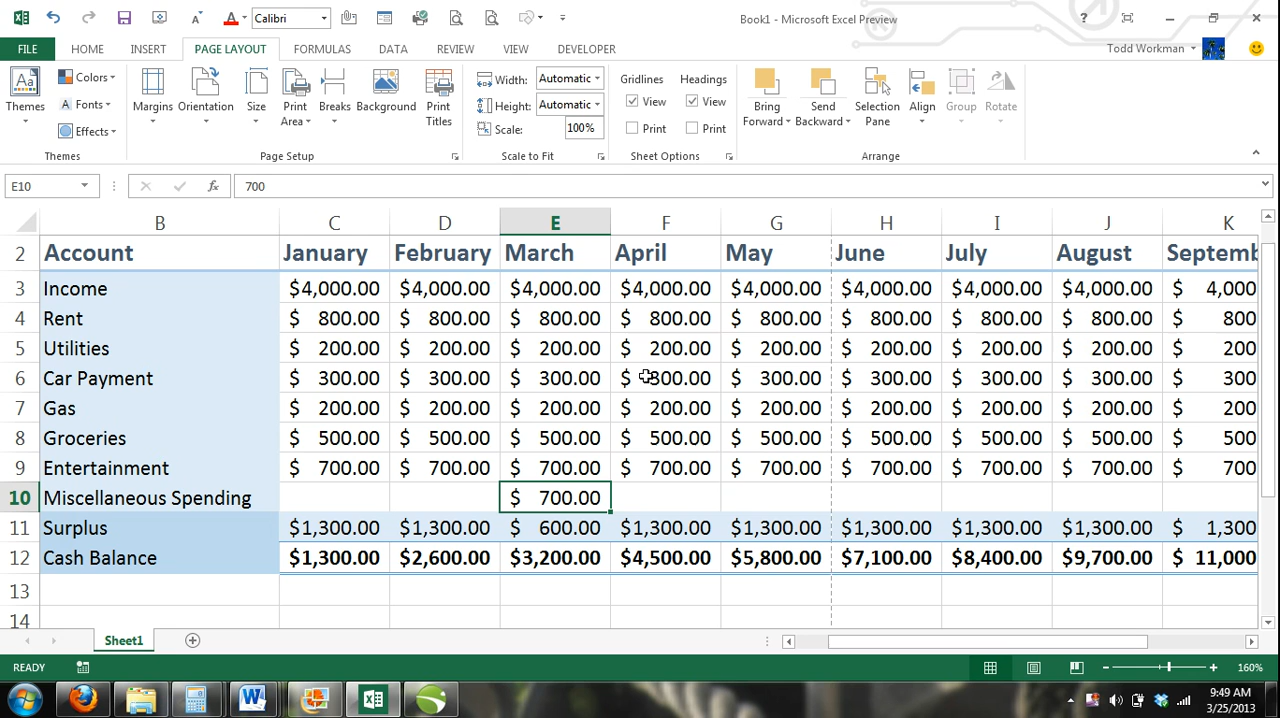 Calibri
Book1 - Microsoft Excel Preview
FILE HOME INSERT PAGE LAYOUT FORMULAS DATA REVIEW VIEW DEVELOPER
Todd Workman
Themes
Colors
Fonts
Effects
Margins Orientation Size Print Area Breaks Background Print Titles
Width: Automatic
Height: Automatic
Scale: 100%
Gridlines Headings
View View
Print Print
Bring Forward Send Backward Selection Pane Align Group Rotate
Themes Page Setup Scale to Fit Sheet Options Arrange
E10 fx 700
B C D E F G H I J K
2 Account January February March April May June July August Septemb
3 Income $4,000.00 $4,000.00 $4,000.00 $4,000.00 $4,000.00 $4,000.00 $4,000.00 $4,000.00 $ 4,000
4 Rent $ 800.00 $ 800.00 $ 800.00 $ 800.00 $ 800.00 $ 800.00 $ 800.00 $ 800.00 $ 800
5 Utilities $ 200.00 $ 200.00 $ 200.00 $ 200.00 $ 200.00 $ 200.00 $ 200.00 $ 200.00 $ 200
6 Car Payment $ 300.00 $ 300.00 $ 300.00 $ 300.00 $ 300.00 $ 300.00 $ 300.00 $ 300.00 $ 300
7 Gas $ 200.00 $ 200.00 $ 200.00 $ 200.00 $ 200.00 $ 200.00 $ 200.00 $ 200.00 $ 200
8 Groceries $ 500.00 $ 500.00 $ 500.00 $ 500.00 $ 500.00 $ 500.00 $ 500.00 $ 500.00 $ 500
9 Entertainment $ 700.00 $ 700.00 $ 700.00 $ 700.00 $ 700.00 $ 700.00 $ 700.00 $ 700.00 $ 700
10 Miscellaneous Spending $ 700.00
11 Surplus $1,300.00 $1,300.00 $ 600.00 $1,300.00 $1,300.00 $1,300.00 $1,300.00 $1,300.00 $ 1,300
12 Cash Balance $1,300.00 $2,600.00 $3,200.00 $4,500.00 $5,800.00 $7,100.00 $8,400.00 $9,700.00 $ 11,000
13
14
Sheet1
READY 160%
9:49 AM
3/25/2013